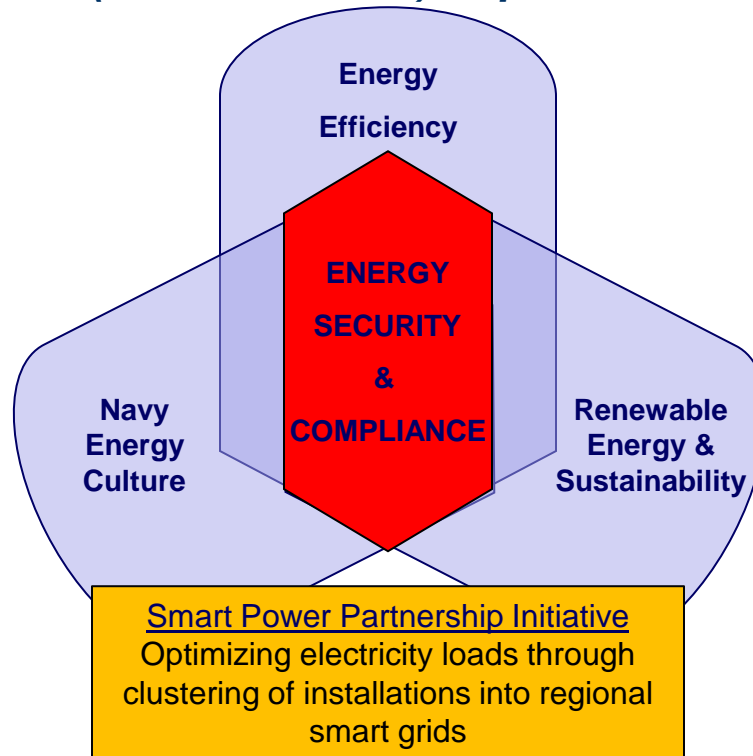 Energy
Efficiency
ENERGY
SECURITY
&
COMPLIANCE
Navy
Energy
Culture
Renewable
Energy &
Sustainability
Smart Power Partnership Initiative
Optimizing electricity loads through
clustering of installations into regional
smart grids